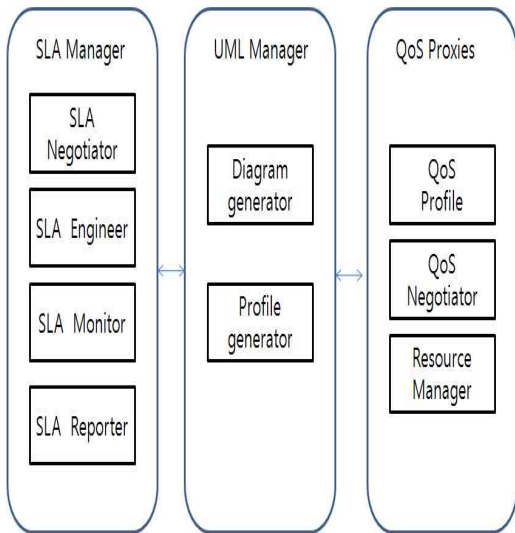 SLA Manager
SLA
Negotiator
SLA Engineer
SLA Monitor
SLA Reporter
UML Manager
Diagram
generator
Profile
generator
QoS Proxies
QoS
Profile
QoS
Negotiator
Resource
Manager